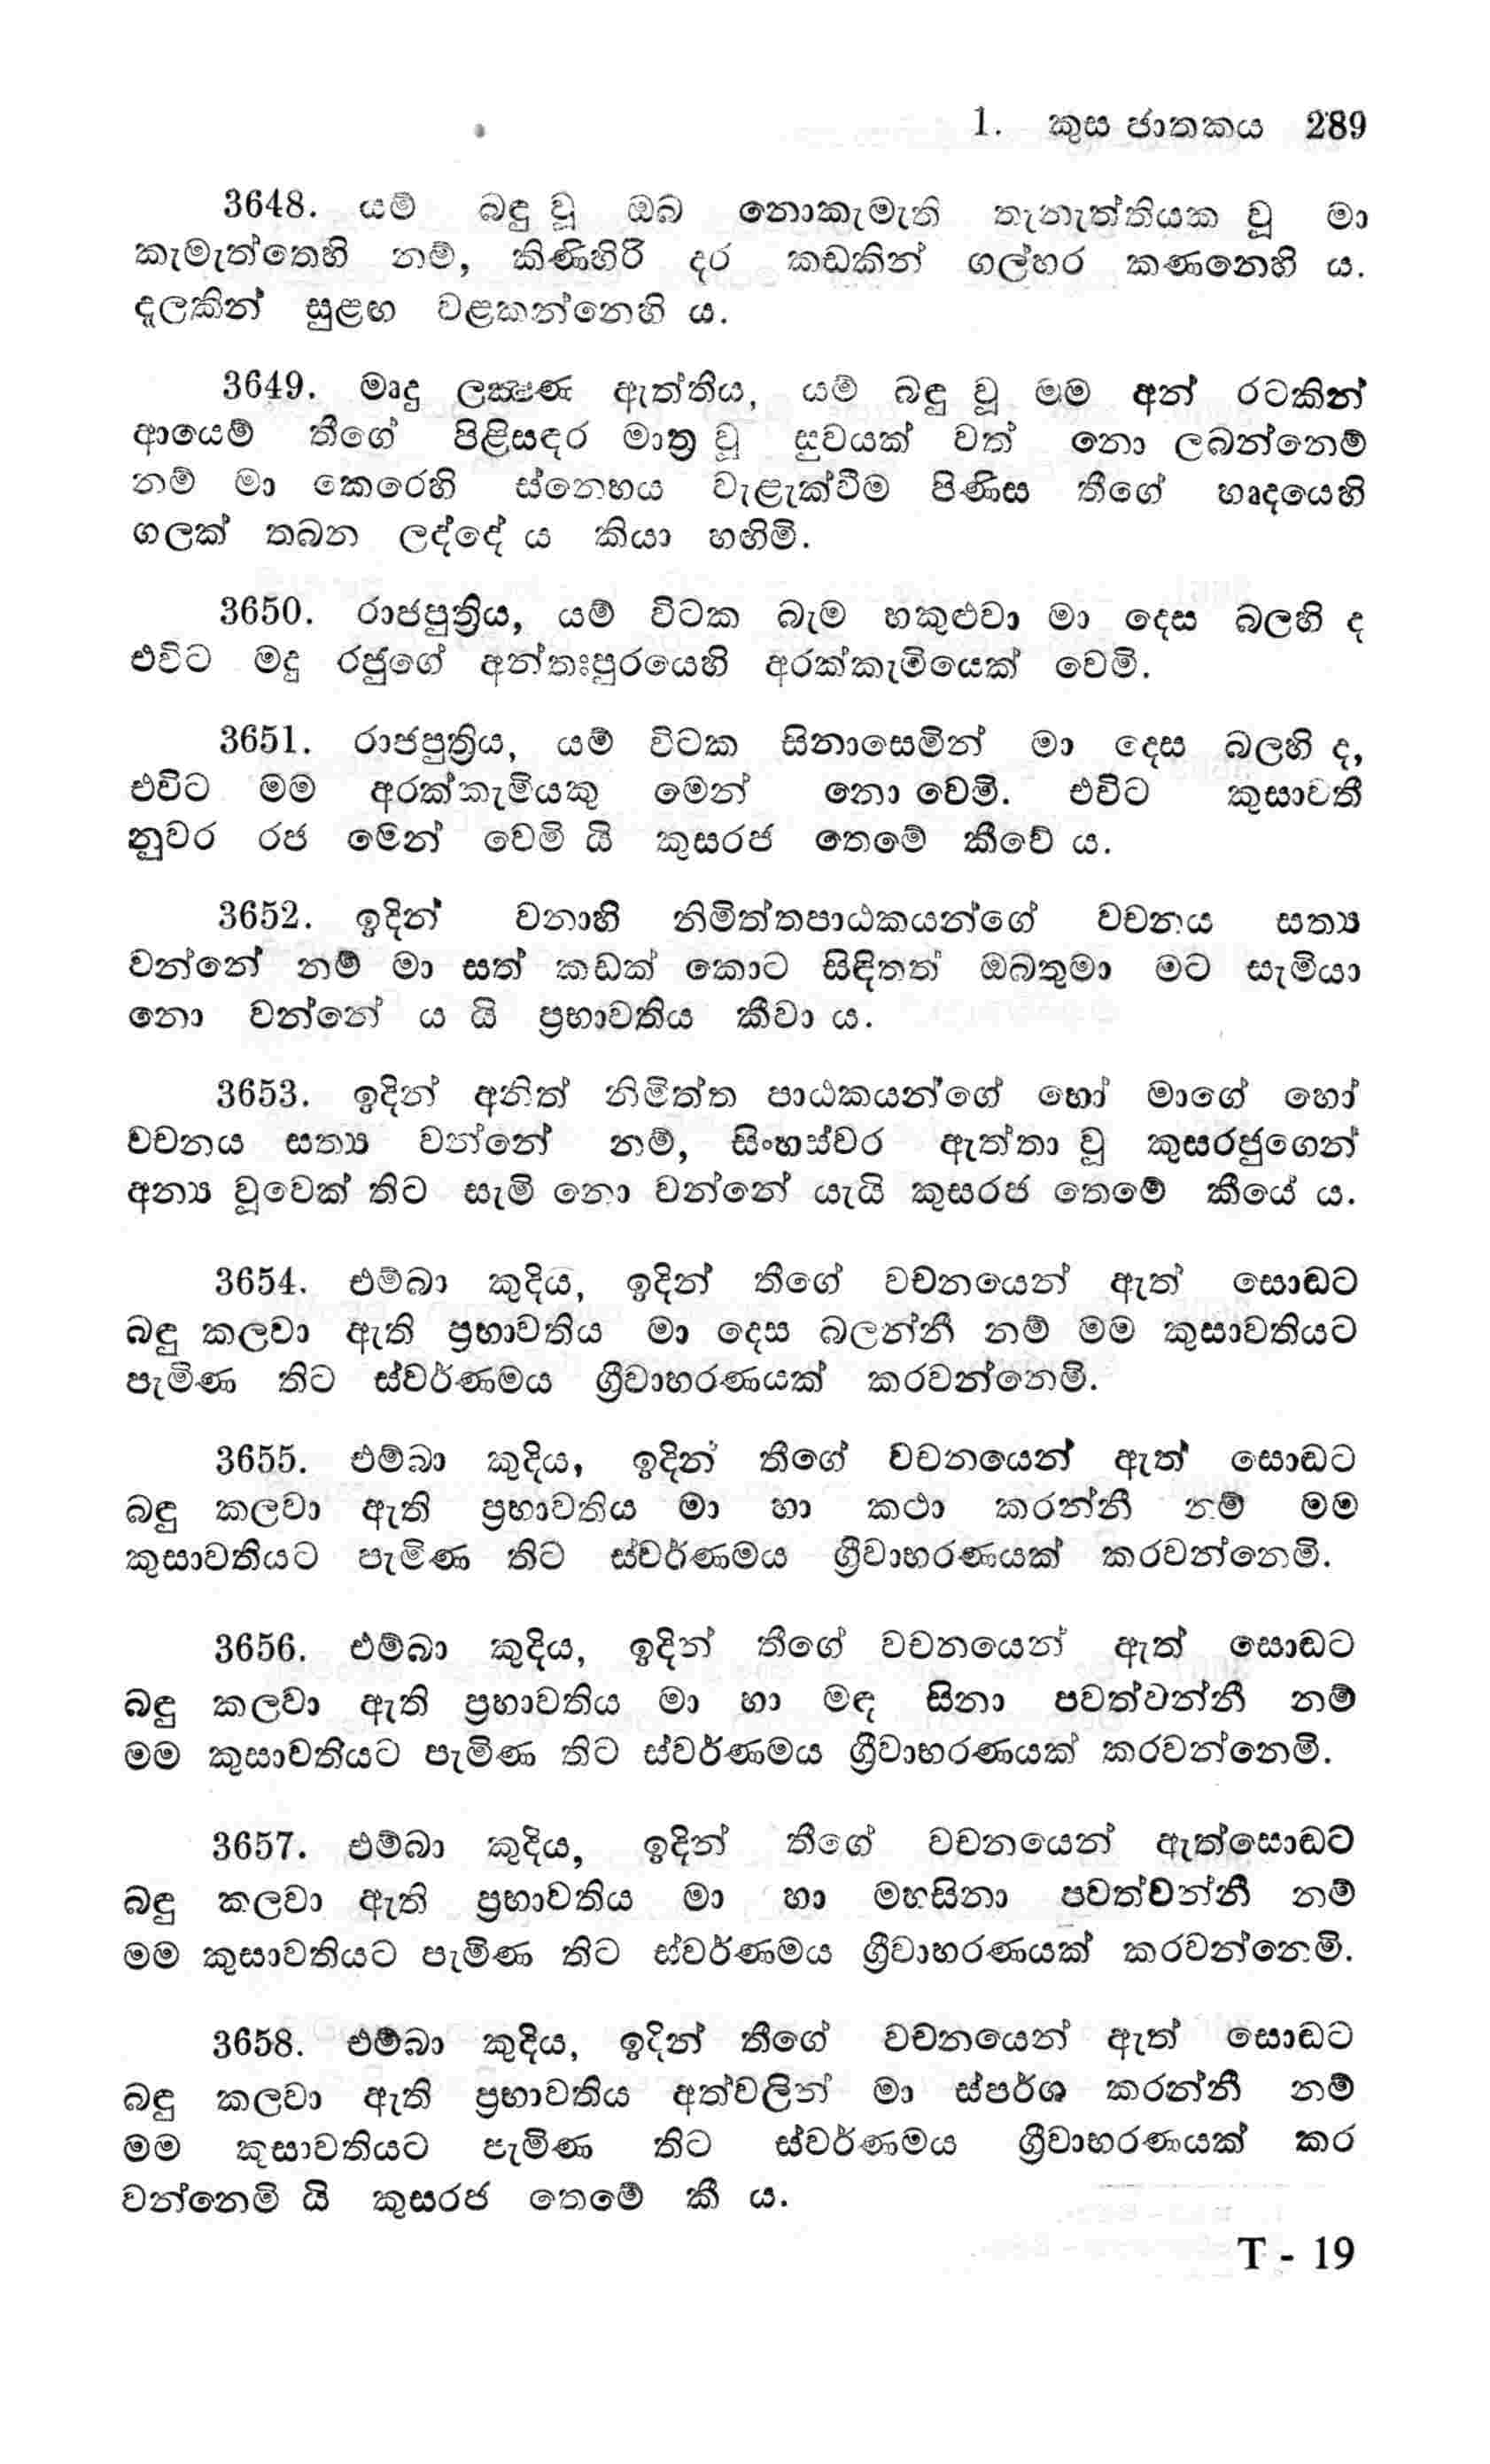 1. කුස ජාතකය 289
3648. යම් බඳු වූ ඔබ නොකැමැති තැනැත්තියක වූ මා
කැමැත්තෙහි නම්, කිණිහිරි දර කඩකින් ගල්හර කණනෙහි ය.
දැලකින් සුළඟ වළකන්නෙහි ය.
3649. මෘදු ලක්‍ෂණ ඇත්තිය, යම් බඳු වූ මම අන් රටකින්
ආයෙම් තීගේ පිළිසඳර මාත්‍ර වූ සුවයක් වත් නො ලබන්නෙම්
නම් මා කෙරෙහි ස්නෙහය වැළැක්වීම පිණිස තීගේ හෘදයෙහි
ගලක් තබන ලද්දේ ය කියා හඟිමි.
3650. රාජපුත්‍රිය, යම් විටක බැම හකුළුවා මා දෙස බලහි ද
එවිට මදු රජුගේ අන්තඃපුරයෙහි අරක්කැමියෙක් වෙමි.
3651. රාජපුත්‍රිය, යම් විටක සිනාසෙමින් මා දෙස බලහි ද,
එවිට මම අරක්කැමියකු මෙන් නො වෙමි. එවිට කුසාවතී
නුවර රජ මෙන් වෙමි යි කුසරජ තෙමේ කීවේ ය.
3652. ඉදින් වනාහි නිමිත්තපාඨකයන්ගේ වචනය සත්‍ය
වන්නේ නම් මා සත් කඩක් කොට සිඳිතත් ඔබතුමා මට සැමියා
නො වන්නේ ය යි ප්‍රභාවතිය කීවා ය.
3653. ඉදින් අනිත් නිමිත්ත පාඨකයන්ගේ හෝ මාගේ හෝ
වචනය සත්‍ය වන්නේ නම්, සිංහස්වර ඇත්තා වූ කුසරජුගෙන්
අන්‍ය වූවෙක් තිට සැමි නො වන්නේ යැයි කුසරජ තෙමේ කීයේ ය.
3654. එම්බා කුදිය, ඉදින් තීගේ වචනයෙන් ඇත් සොඬට
බඳු කලවා ඇති ප්‍රභාවතිය මා දෙස බලන්නී නම් මම කුසාවතියට
පැමිණ තිට ස්වර්ණමය ග්‍රීවාභරණයක් කරවන්නෙමි.
3655. එම්බා කුදිය, ඉදින් තීගේ වචනයෙන් ඇත් සොඬට
බඳු කලවා ඇති ප්‍රභාවතිය මා හා කථා කරන්නී නම් මම
කුසාවතියට පැමිණ තිට ස්වර්ණමය ග්‍රීවාභරණයක් කරවන්නෙමි.
3656. එම්බා කුදිය, ඉදින් තීගේ වචනයෙන් ඇත් සොඬට
බඳු කලවා ඇති ප්‍රභාවතිය මා හා මඳ සිනා පවත්වන්නී නම්
මම කුසාවතියට පැමිණ තිට ස්වර්ණමය ග්‍රීවාභරණයක් කරවන්නෙමි.
3657. එම්බා කුදිය, ඉදින් තීගේ වචනයෙන් ඇත්සොඬට
බඳු කලවා ඇති ප්‍රභාවතිය මා හා මහසිනා පවත්වන්නී නම්
මම කුසාවතියට පැමිණ තිට ස්වර්ණමය ග්‍රීවාභරණයක් කරවන්නෙමි.
3658. එම්බා කුදිය, ඉදින් තීගේ වචනයෙන් ඇත් සොඬට
බඳු කලවා ඇති ප්‍රභාවතිය අත්වලින් මා ස්පර්ශ කරන්නී නම්
මම කුසාවතියට පැමිණ තිට ස්වර්ණමය ග්‍රීවාභරණයක් කර
වන්නෙමි යි කුසරජ තෙමේ කී ය.
T - 19